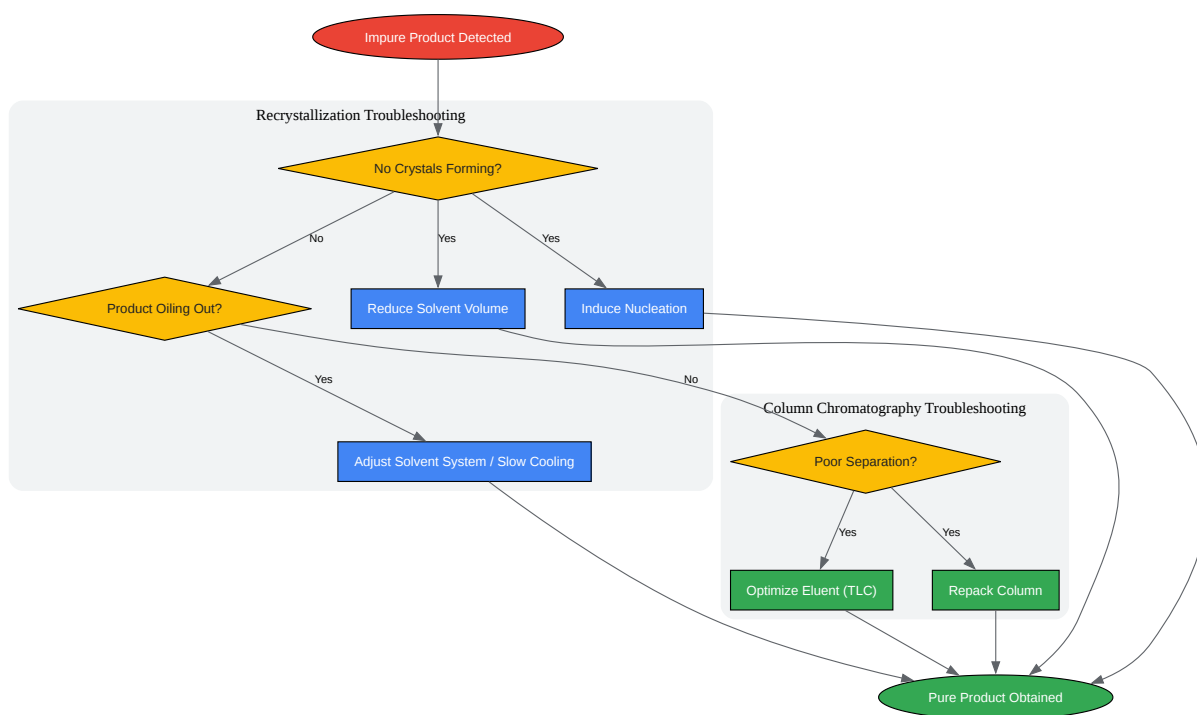 Impure Product Detected
Recrystallization Troubleshooting
No Crystals Forming?
No
Yes
Yes
Product Oiling Out?
Reduce Solvent Volume
Induce Nucleation
Yes
No
Column Chromatography Troubleshooting
Adjust Solvent System / Slow Cooling
Poor Separation?
Yes
Yes
Optimize Eluent (TLC)
Repack Column
Pure Product Obtained